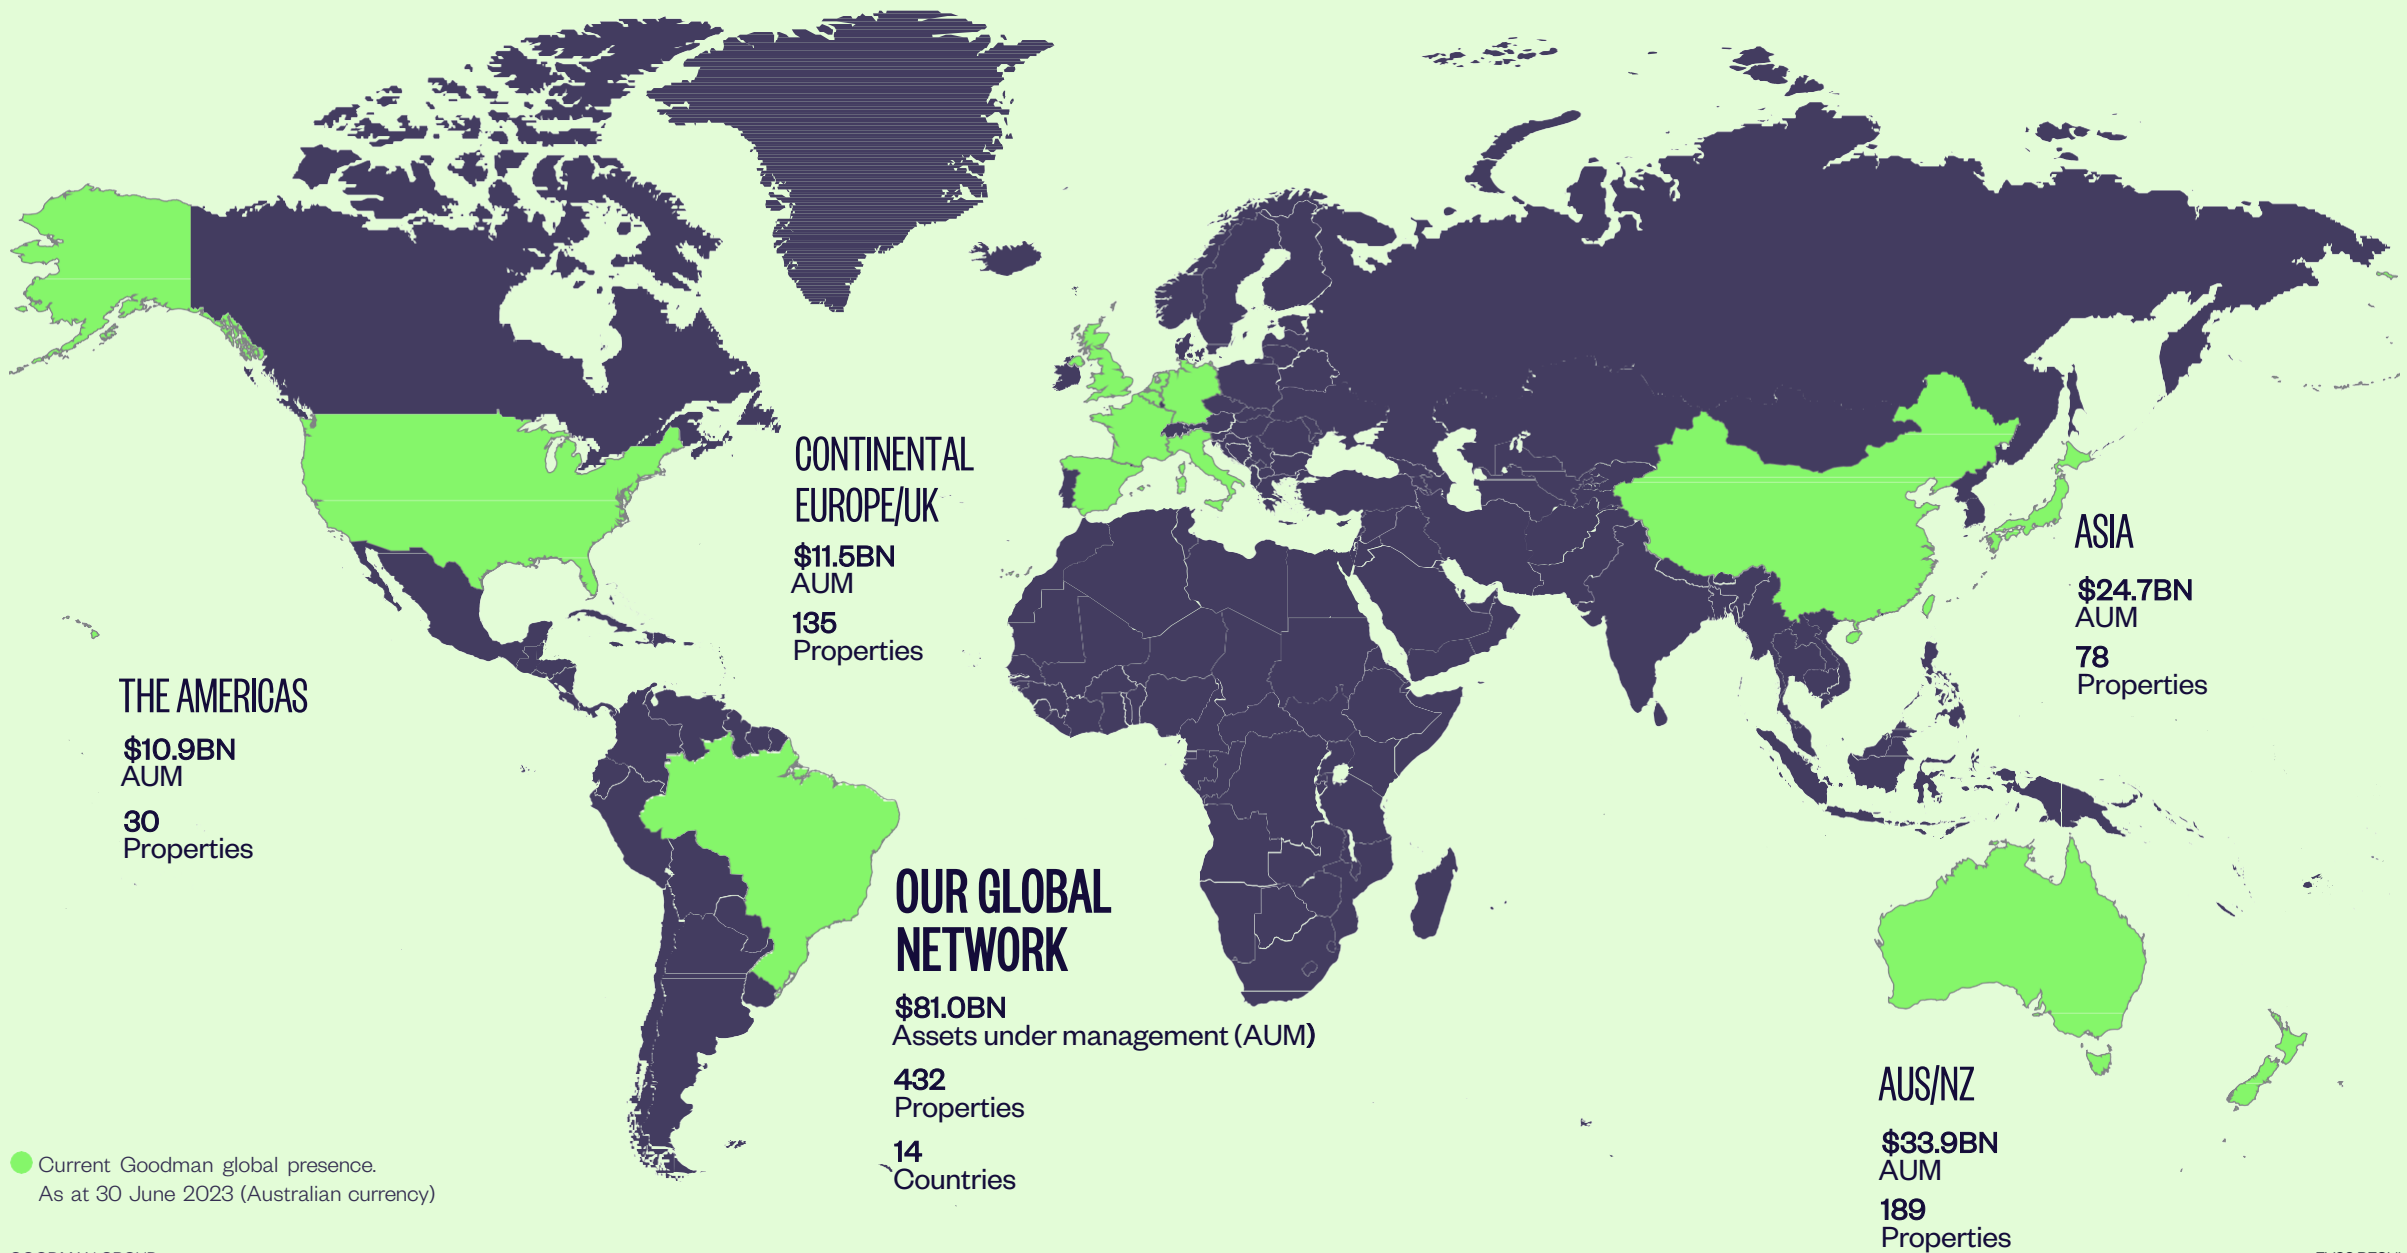 CONTINENTAL
EUROPE/UK
$11.5BN
AUM
135
Properties
ASIA
$24.7BN
AUM
78
Properties
THE AMERICAS
$10.9BN
AUM
30
Properties
OUR GLOBAL
NETWORK
$81.0BN
Assets under management (AUM)
432
Properties
14
Countries
AUS/NZ
$33.9BN
AUM
189
Properties
Current Goodman global presence.
As at 30 June 2023 (Australian currency)